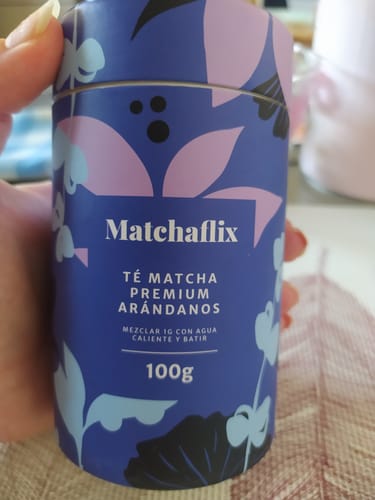 Matchaflix
TÉ MATCHA
PREMIUM
ARÁNDANOS
MEZCLAR 1G CON AGUA
CALIENTE Y BATIR
100g